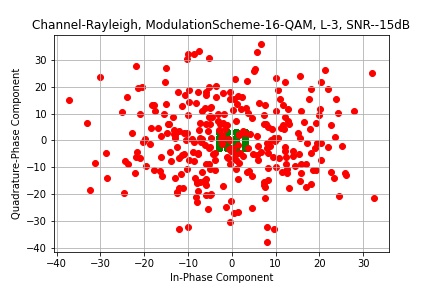 Channel-Rayleigh, ModulationScheme-16-QAM, L-3, SNR--15dB
Quadrature-Phase Component
30
20
10
0
−10
−20
−30
−40
−40 −30 −20 −10 0 10 20 30
In-Phase Component